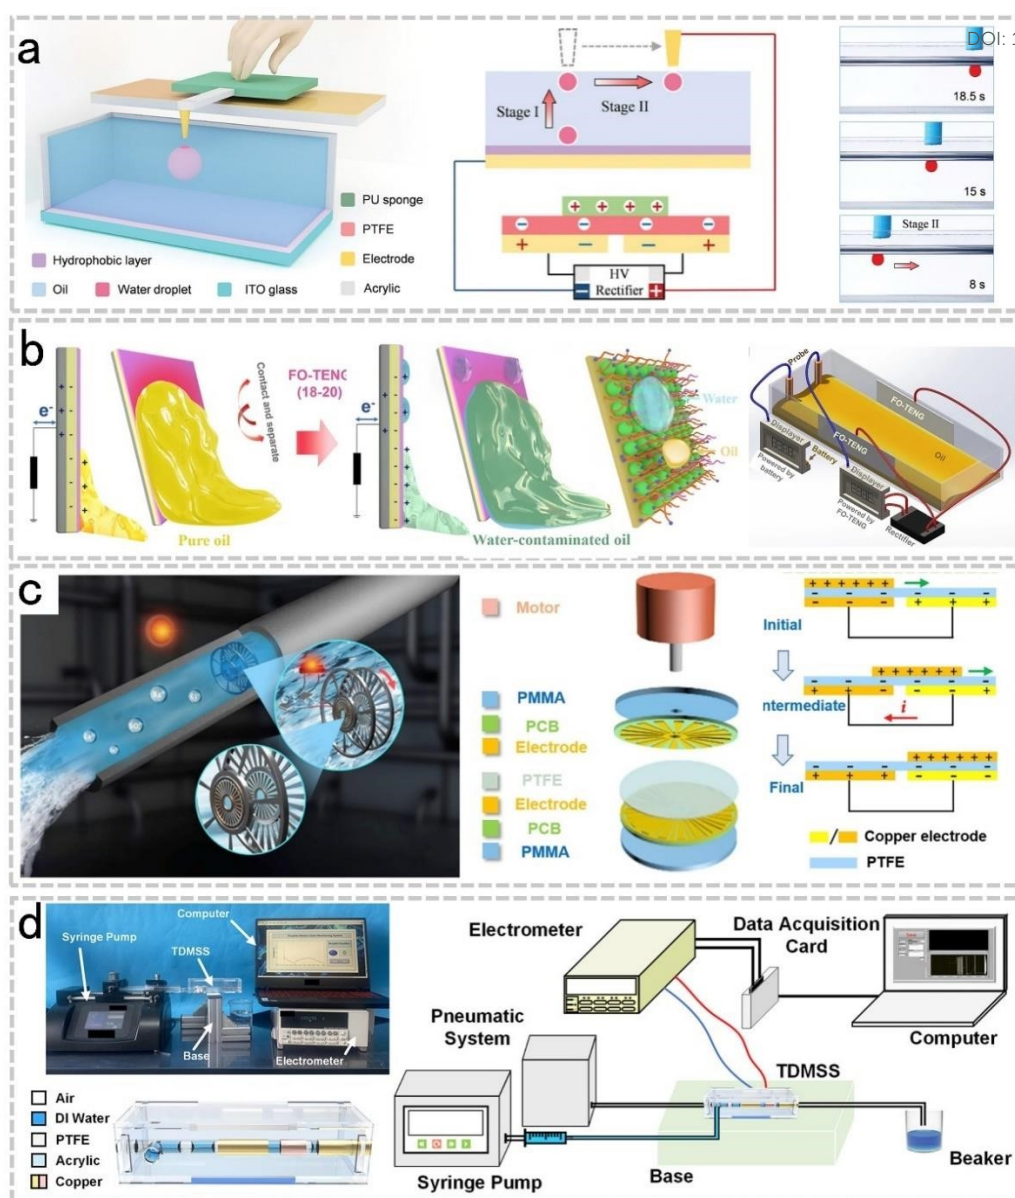 a
DOI: 1
PU sponge
PTFE
Hydrophobic layer
Electrode
Oil
Water droplet
ITO glass
Acrylic
Stage I
Stage II
+ + + +
− − − −
+ − − +
HV
Rectifier
−
+
18.5 s
15 s
Stage II
8 s
b
e⁻
Contact and separate
Pure oil
FO-TENG
(18-20)
e⁻
Water-contaminated oil
Water
Oil
Probe
FO-TENG
FO-TENG
Oil
Displayer
Battery
Powered by
battery
Displayer
Powered by
FO-TENG
Rectifier
c
Motor
PMMA
PCB
Electrode
PTFE
Electrode
PCB
PMMA
Initial
ntermediate
i
Final
/ Copper electrode
PTFE
d
Computer
Syringe Pump
TDMSS
Base
Electrometer
Air
DI Water
PTFE
Acrylic
Copper
Electrometer
Data Acquisition
Card
Computer
Pneumatic
System
TDMSS
Syringe Pump
Base
Beaker